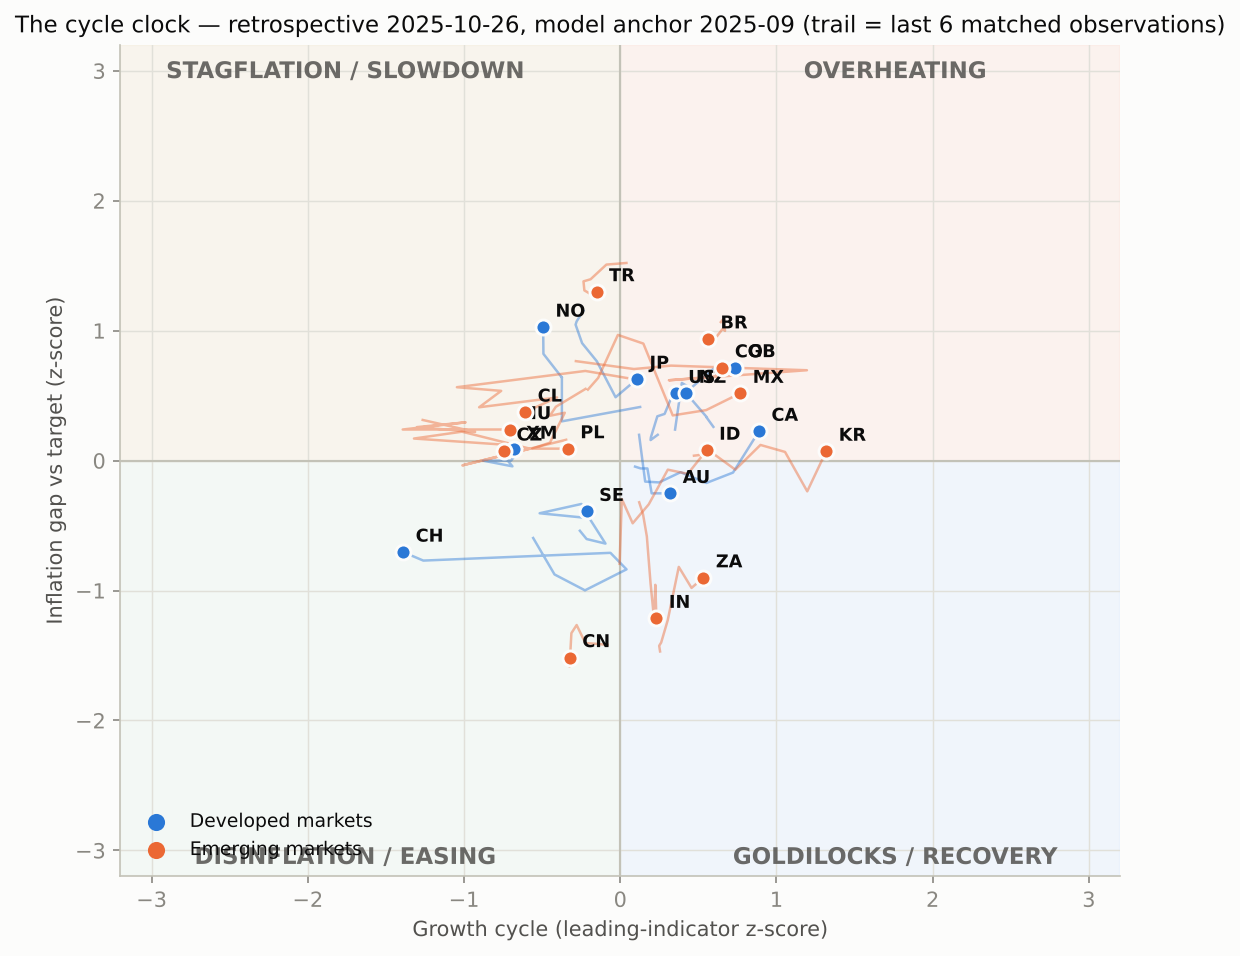 The cycle clock — retrospective 2025-10-26, model anchor 2025-09 (trail = last 6 matched observations)
STAGFLATION / SLOWDOWN
OVERHEATING
3
2
1
0
−1
−2
−3
Inflation gap vs target (z-score)
TR
NO
BR
JP
GB
MX
CL
CA
PL
ID
KR
AU
SE
CH
ZA
IN
CN
Developed markets
Emerging markets
DISINFLATION / EASING
GOLDILOCKS / RECOVERY
−3
−2
−1
0
1
2
3
Growth cycle (leading-indicator z-score)